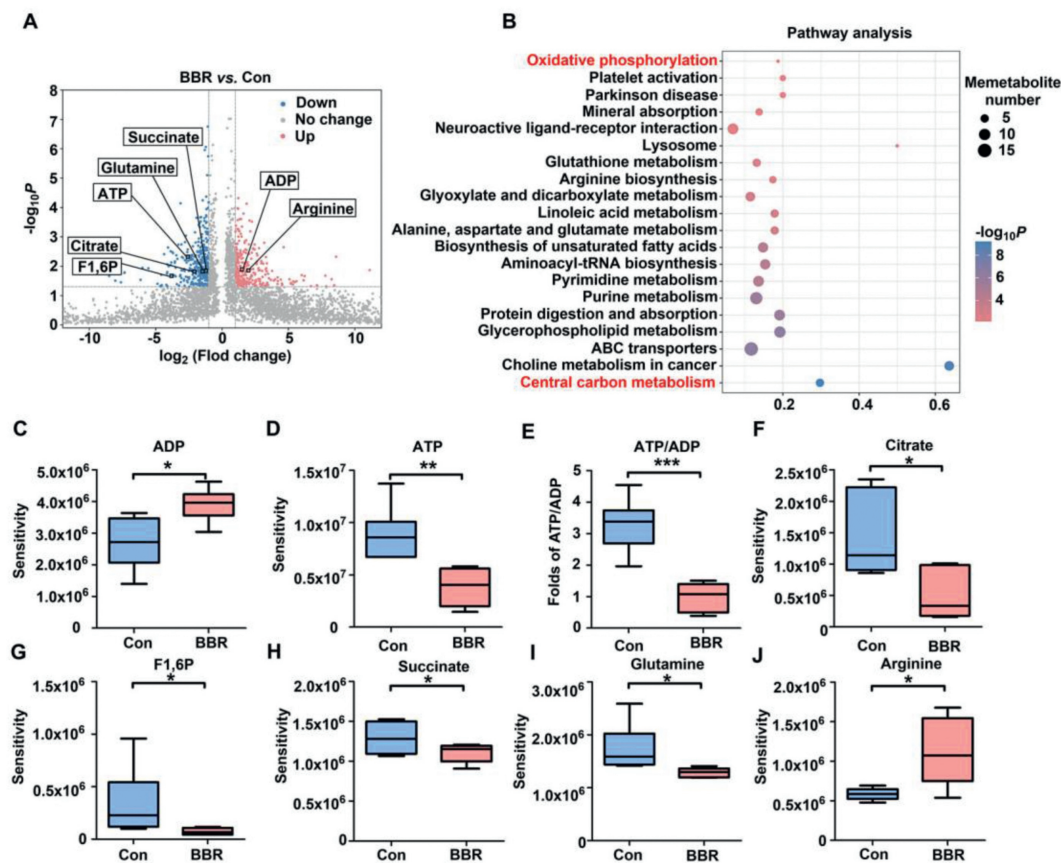 A
BBR vs. Con
8
7
6
5
4
3
2
1
0
-log10P
Down
No change
Up
Succinate
Glutamine
ATP
Citrate
F1,6P
ADP
Arginine
-10
-5
0
5
10
log2 (Flod change)
B
Pathway analysis
Oxidative phosphorylation
Platelet activation
Parkinson disease
Mineral absorption
Neuroactive ligand-receptor interaction
Lysosome
Glutathione metabolism
Arginine biosynthesis
Glyoxylate and dicarboxylate metabolism
Linoleic acid metabolism
Alanine, aspartate and glutamate metabolism
Biosynthesis of unsaturated fatty acids
Aminoacyl-tRNA biosynthesis
Pyrimidine metabolism
Purine metabolism
Protein digestion and absorption
Glycerophospholipid metabolism
ABC transporters
Choline metabolism in cancer
Central carbon metabolism
0.2
0.4
0.6
Memetabolite
number
5
10
15
-log10P
8
6
4
C
ADP
*
5.0x10^6
4.0x10^6
3.0x10^6
2.0x10^6
1.0x10^6
0
Sensitivity
Con
BBR
D
ATP
**
1.5x10^7
1.0x10^7
0.5x10^7
0
Sensitivity
Con
BBR
E
ATP/ADP
***
5
4
3
2
1
0
Folds of ATP/ADP
Con
BBR
F
Citrate
*
2.5x10^6
2.0x10^6
1.5x10^6
1.0x10^6
0.5x10^6
0
Sensitivity
Con
BBR
G
F1,6P
*
1.5x10^6
1.0x10^6
0.5x10^6
0
Sensitivity
Con
BBR
H
Succinate
*
2.0x10^6
1.5x10^6
1.0x10^6
0.5x10^6
0
Sensitivity
Con
BBR
I
Glutamine
*
3.0x10^6
2.0x10^6
1.0x10^6
0
Sensitivity
Con
BBR
J
Arginine
*
2.0x10^6
1.5x10^6
1.0x10^6
0.5x10^6
0
Sensitivity
Con
BBR